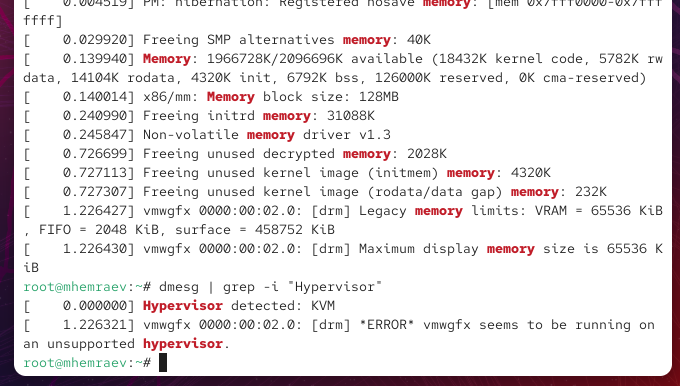 [    0.004519] PM: hibernation: Registered nosave memory: [mem 0x7fff0000-0x7fff
ffff]
[    0.029920] Freeing SMP alternatives memory: 40K
[    0.139940] Memory: 1966728K/2096696K available (18432K kernel code, 5782K rw
data, 14104K rodata, 4320K init, 6792K bss, 126000K reserved, 0K cma-reserved)
[    0.140014] x86/mm: Memory block size: 128MB
[    0.240990] Freeing initrd memory: 31088K
[    0.245847] Non-volatile memory driver v1.3
[    0.726699] Freeing unused decrypted memory: 2028K
[    0.727113] Freeing unused kernel image (initmem) memory: 4320K
[    0.727307] Freeing unused kernel image (rodata/data gap) memory: 232K
[    1.226427] vmwgfx 0000:00:02.0: [drm] Legacy memory limits: VRAM = 65536 KiB
, FIFO = 2048 KiB, surface = 458752 KiB
[    1.226430] vmwgfx 0000:00:02.0: [drm] Maximum display memory size is 65536 K
iB
root@mhemraev:~# dmesg | grep -i "Hypervisor"
[    0.000000] Hypervisor detected: KVM
[    1.226321] vmwgfx 0000:00:02.0: [drm] *ERROR* vmwgfx seems to be running on
an unsupported hypervisor.
root@mhemraev:~#